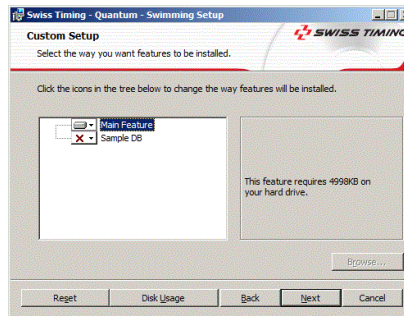 Swiss Timing - Quantum - Swimming Setup
Custom Setup
Select the way you want features to be installed.
SWISS TIMING
Click the icons in the tree below to change the way features will be installed.
Main Feature
Sample DB
This feature requires 4998KB on
your hard drive.
Browse...
Reset Disk Usage Back Next Cancel